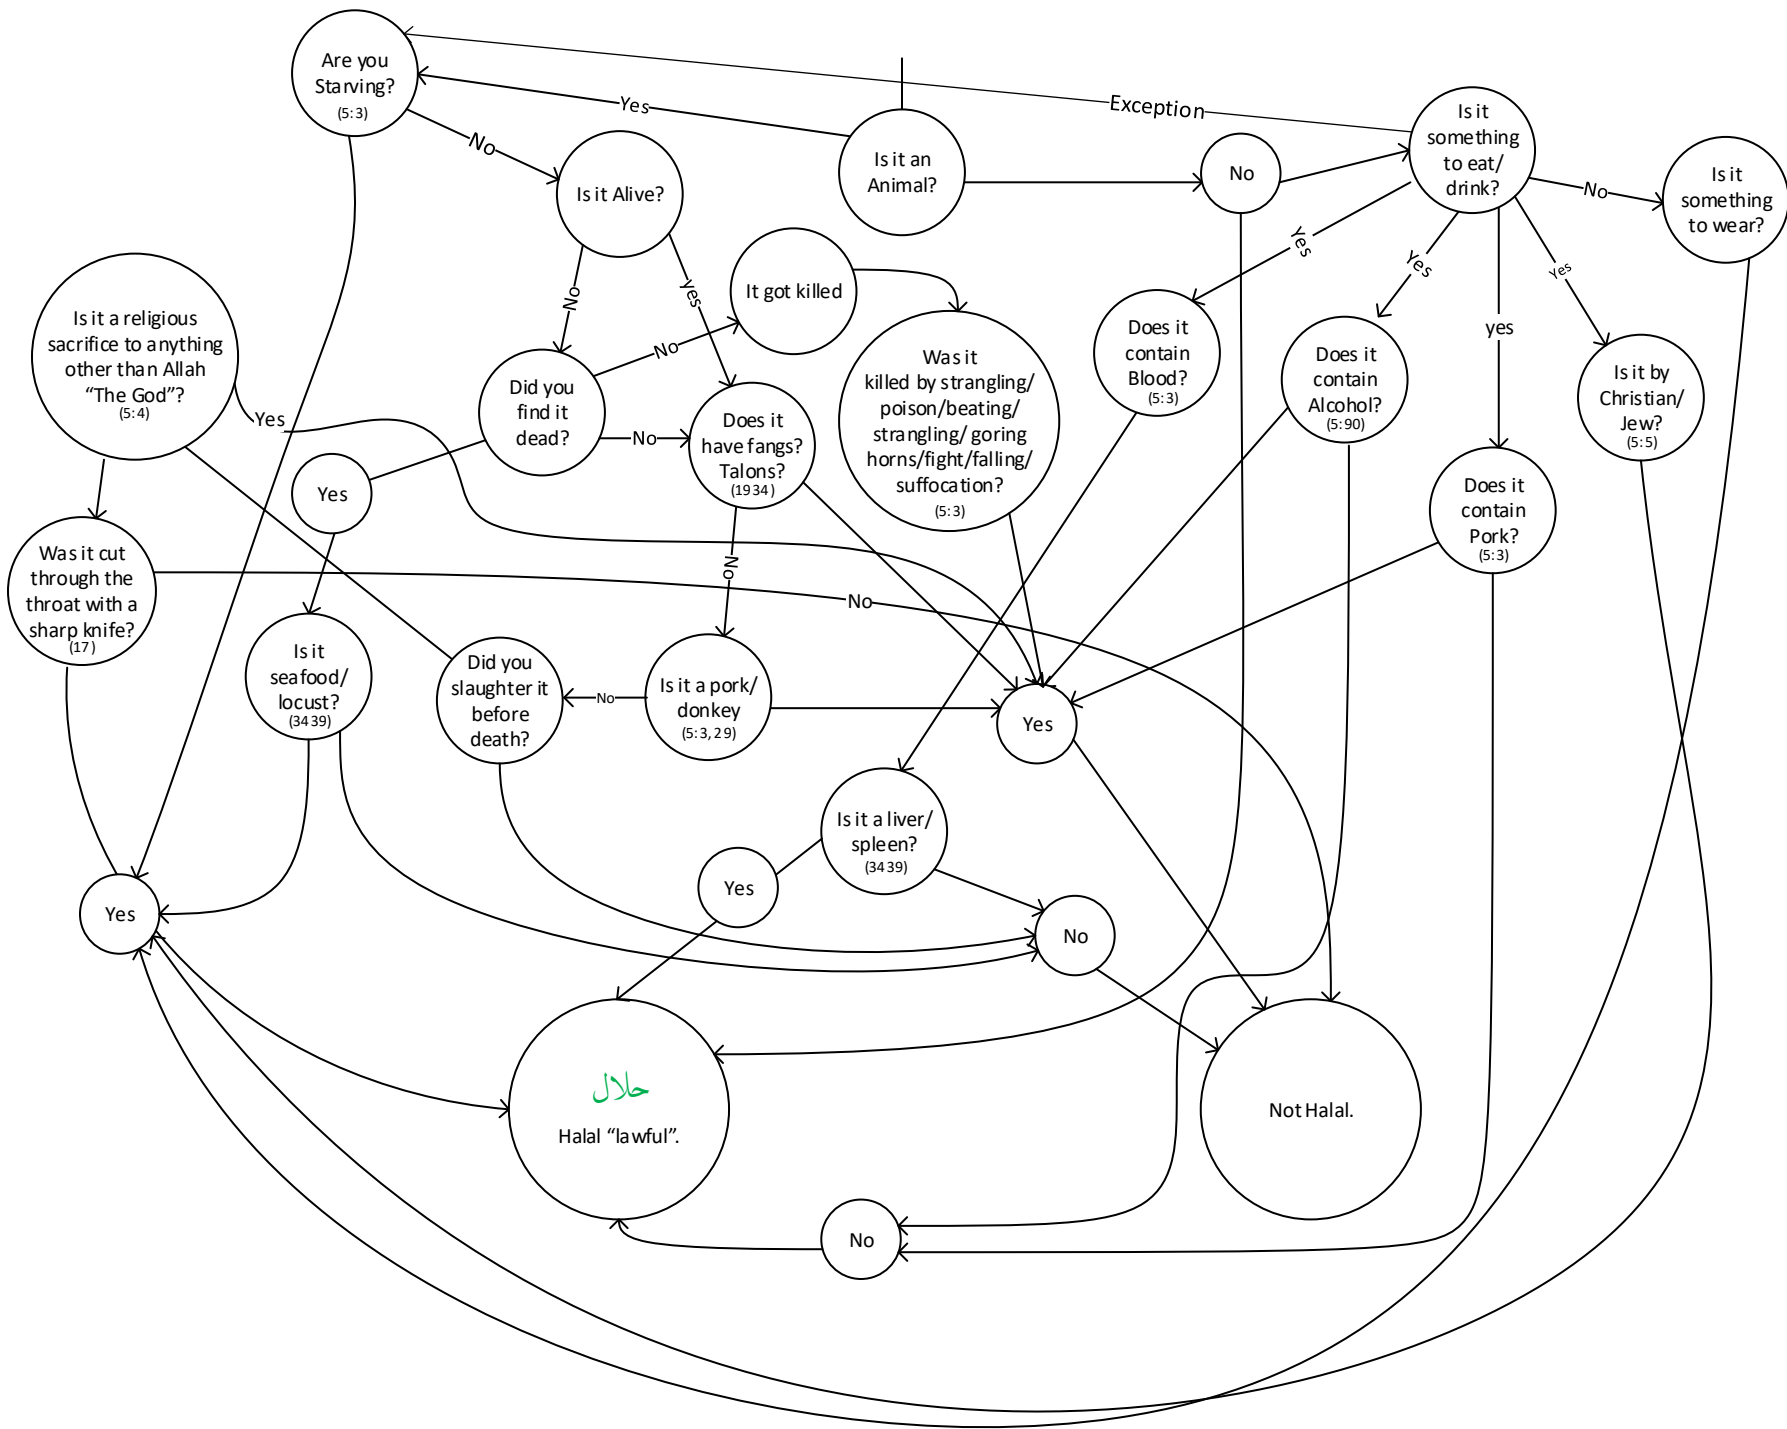 Are you
Starving?
(5:3)
Yes
Exception
No
Is it Alive?
Is it an
Animal?
No
Is it
something
to eat/
drink?
No
Is it
something
to wear?
Is it a religious
sacrifice to anything
other than Allah
“The God”?
(5:4)
Yes
No
yes
It got killed
No
Did you
find it
dead?
No
Does it
have fangs?
Talons?
(1934)
Was it
killed by strangling/
poison/beating/
strangling/ goring
horns/fight/falling/
suffocation?
(5:3)
Yes
Yes
yes
Yes
Does it
contain
Blood?
(5:3)
Does it
contain
Alcohol?
(5:90)
Is it by
Christian/
Jew?
(5:5)
Does it
contain
Pork?
(5:3)
Yes
Was it cut
through the
throat with a
sharp knife?
(17)
No
No
Is it
seafood/
locust?
(3439)
Did you
slaughter it
before
death?
No
Is it a pork/
donkey
(5:3, 29)
Yes
Is it a liver/
spleen?
(3439)
Yes
Yes
No
حلال
Halal “lawful”.
Not Halal.
No